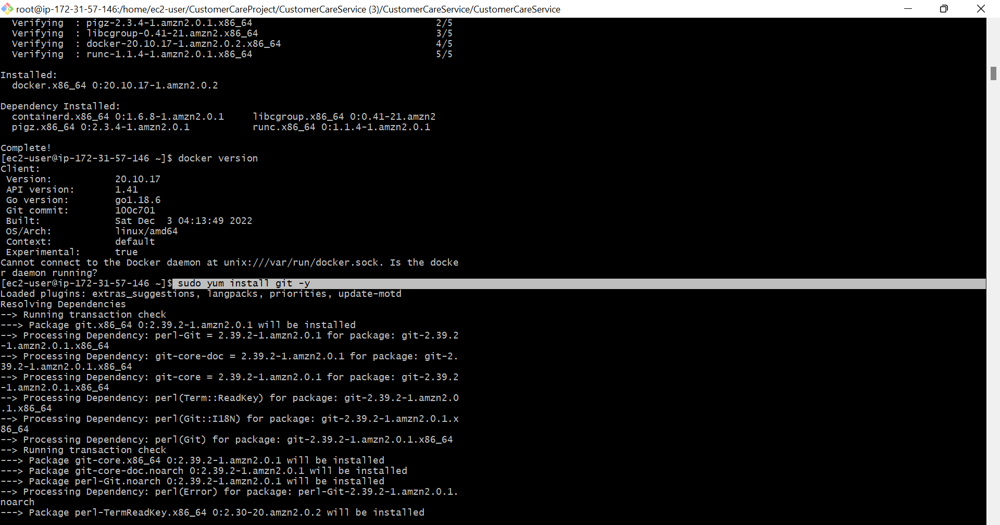 root@ip-172-31-57-146:/home/ec2-user/CustomerCareProject/CustomerCareService (3)/CustomerCareService/CustomerCareService
Verifying  : pigz-2.3.4-1.amzn2.0.1.x86_64                                2/5
Verifying  : libcgroup-0.41-21.amzn2.x86_64                               3/5
Verifying  : docker-20.10.17-1.amzn2.0.2.x86_64                           4/5
Verifying  : runc-1.1.4-1.amzn2.0.1.x86_64                                5/5
Installed:
docker.x86_64 0:20.10.17-1.amzn2.0.2
Dependency Installed:
containerd.x86_64 0:1.6.8-1.amzn2.0.1     libcgroup.x86_64 0:0.41-21.amzn2
pigz.x86_64 0:2.3.4-1.amzn2.0.1           runc.x86_64 0:1.1.4-1.amzn2.0.1
Complete!
[ec2-user@ip-172-31-57-146 ~]$ docker version
Client:
Version:           20.10.17
API version:       1.41
Go version:        go1.18.6
Git commit:        100c701
Built:             Sat Dec  3 04:13:49 2022
OS/Arch:           linux/amd64
Context:           default
Experimental:      true
Cannot connect to the Docker daemon at unix:///var/run/docker.sock. Is the docke
r daemon running?
[ec2-user@ip-172-31-57-146 ~]$ sudo yum install git -y
Loaded plugins: extras_suggestions, langpacks, priorities, update-motd
Resolving Dependencies
--> Running transaction check
---> Package git.x86_64 0:2.39.2-1.amzn2.0.1 will be installed
--> Processing Dependency: perl-Git = 2.39.2-1.amzn2.0.1 for package: git-2.39.2
-1.amzn2.0.1.x86_64
--> Processing Dependency: git-core-doc = 2.39.2-1.amzn2.0.1 for package: git-2.
39.2-1.amzn2.0.1.x86_64
--> Processing Dependency: git-core = 2.39.2-1.amzn2.0.1 for package: git-2.39.2
-1.amzn2.0.1.x86_64
--> Processing Dependency: perl(Term::ReadKey) for package: git-2.39.2-1.amzn2.0
.1.x86_64
--> Processing Dependency: perl(Git::I18N) for package: git-2.39.2-1.amzn2.0.1.x
86_64
--> Processing Dependency: perl(Git) for package: git-2.39.2-1.amzn2.0.1.x86_64
--> Running transaction check
---> Package git-core.x86_64 0:2.39.2-1.amzn2.0.1 will be installed
---> Package git-core-doc.noarch 0:2.39.2-1.amzn2.0.1 will be installed
---> Package perl-Git.noarch 0:2.39.2-1.amzn2.0.1 will be installed
--> Processing Dependency: perl(Error) for package: perl-Git-2.39.2-1.amzn2.0.1.
noarch
---> Package perl-TermReadKey.x86_64 0:2.30-20.amzn2.0.2 will be installed